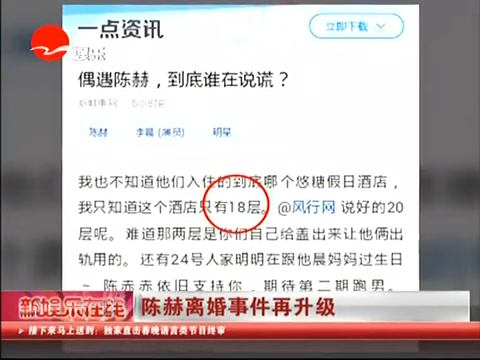 一点资讯
立即下载
娱乐
偶遇陈赫，到底谁在说谎？
陈赫 李晨（演员） 明星
我也不知道他们入住的到底哪个悠糖假日酒店，
我只知道这个酒店只有18层。@风行网 说好的20
层呢。难道那两层是你们自己给盖出来让他俩出
轨用的。还有24号人家明明在跟他晨妈妈过生日
~ 陈赤赤依旧支持你，期待第二期跑男。
新娱乐在线
陈赫离婚事件再升级
接下来马上送到：独家直击春晚语言类节目终审